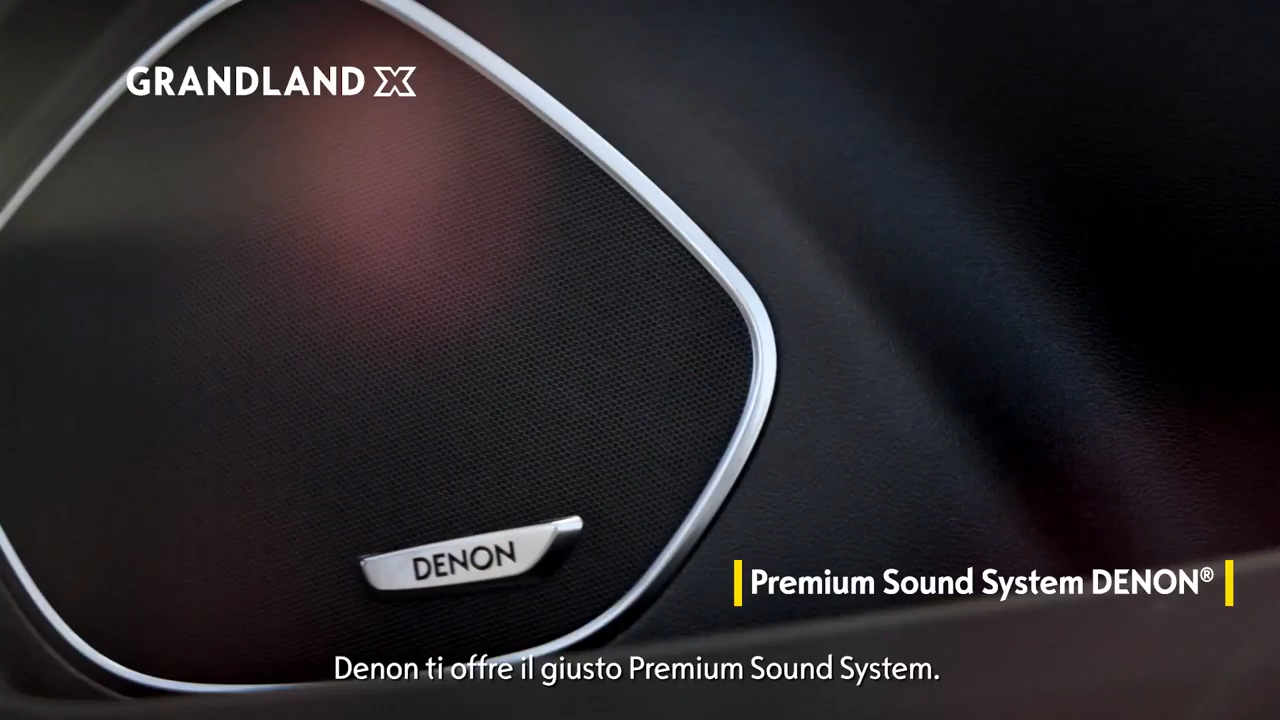 GRANDLAND X
DENON
Premium Sound System DENON®
Denon ti offre il giusto Premium Sound System.